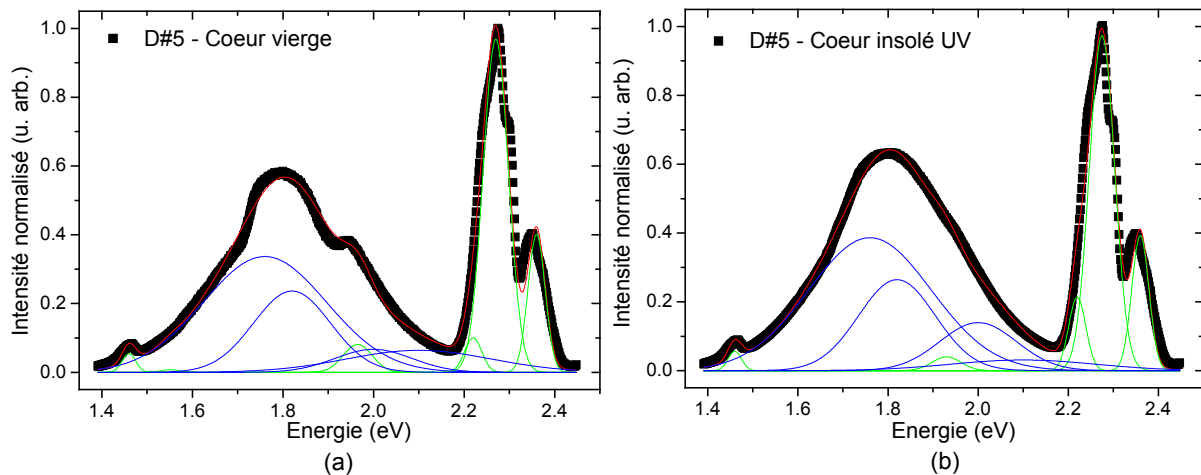 D#5 - Coeur vierge
Intensité normalisé (u. arb.)
1.0
0.8
0.6
0.4
0.2
0.0
1.4 1.6 1.8 2.0 2.2 2.4
Energie (eV)
(a)
D#5 - Coeur insolé UV
Intensité normalisé (u. arb.)
1.0
0.8
0.6
0.4
0.2
0.0
1.4 1.6 1.8 2.0 2.2 2.4
Energie (eV)
(b)